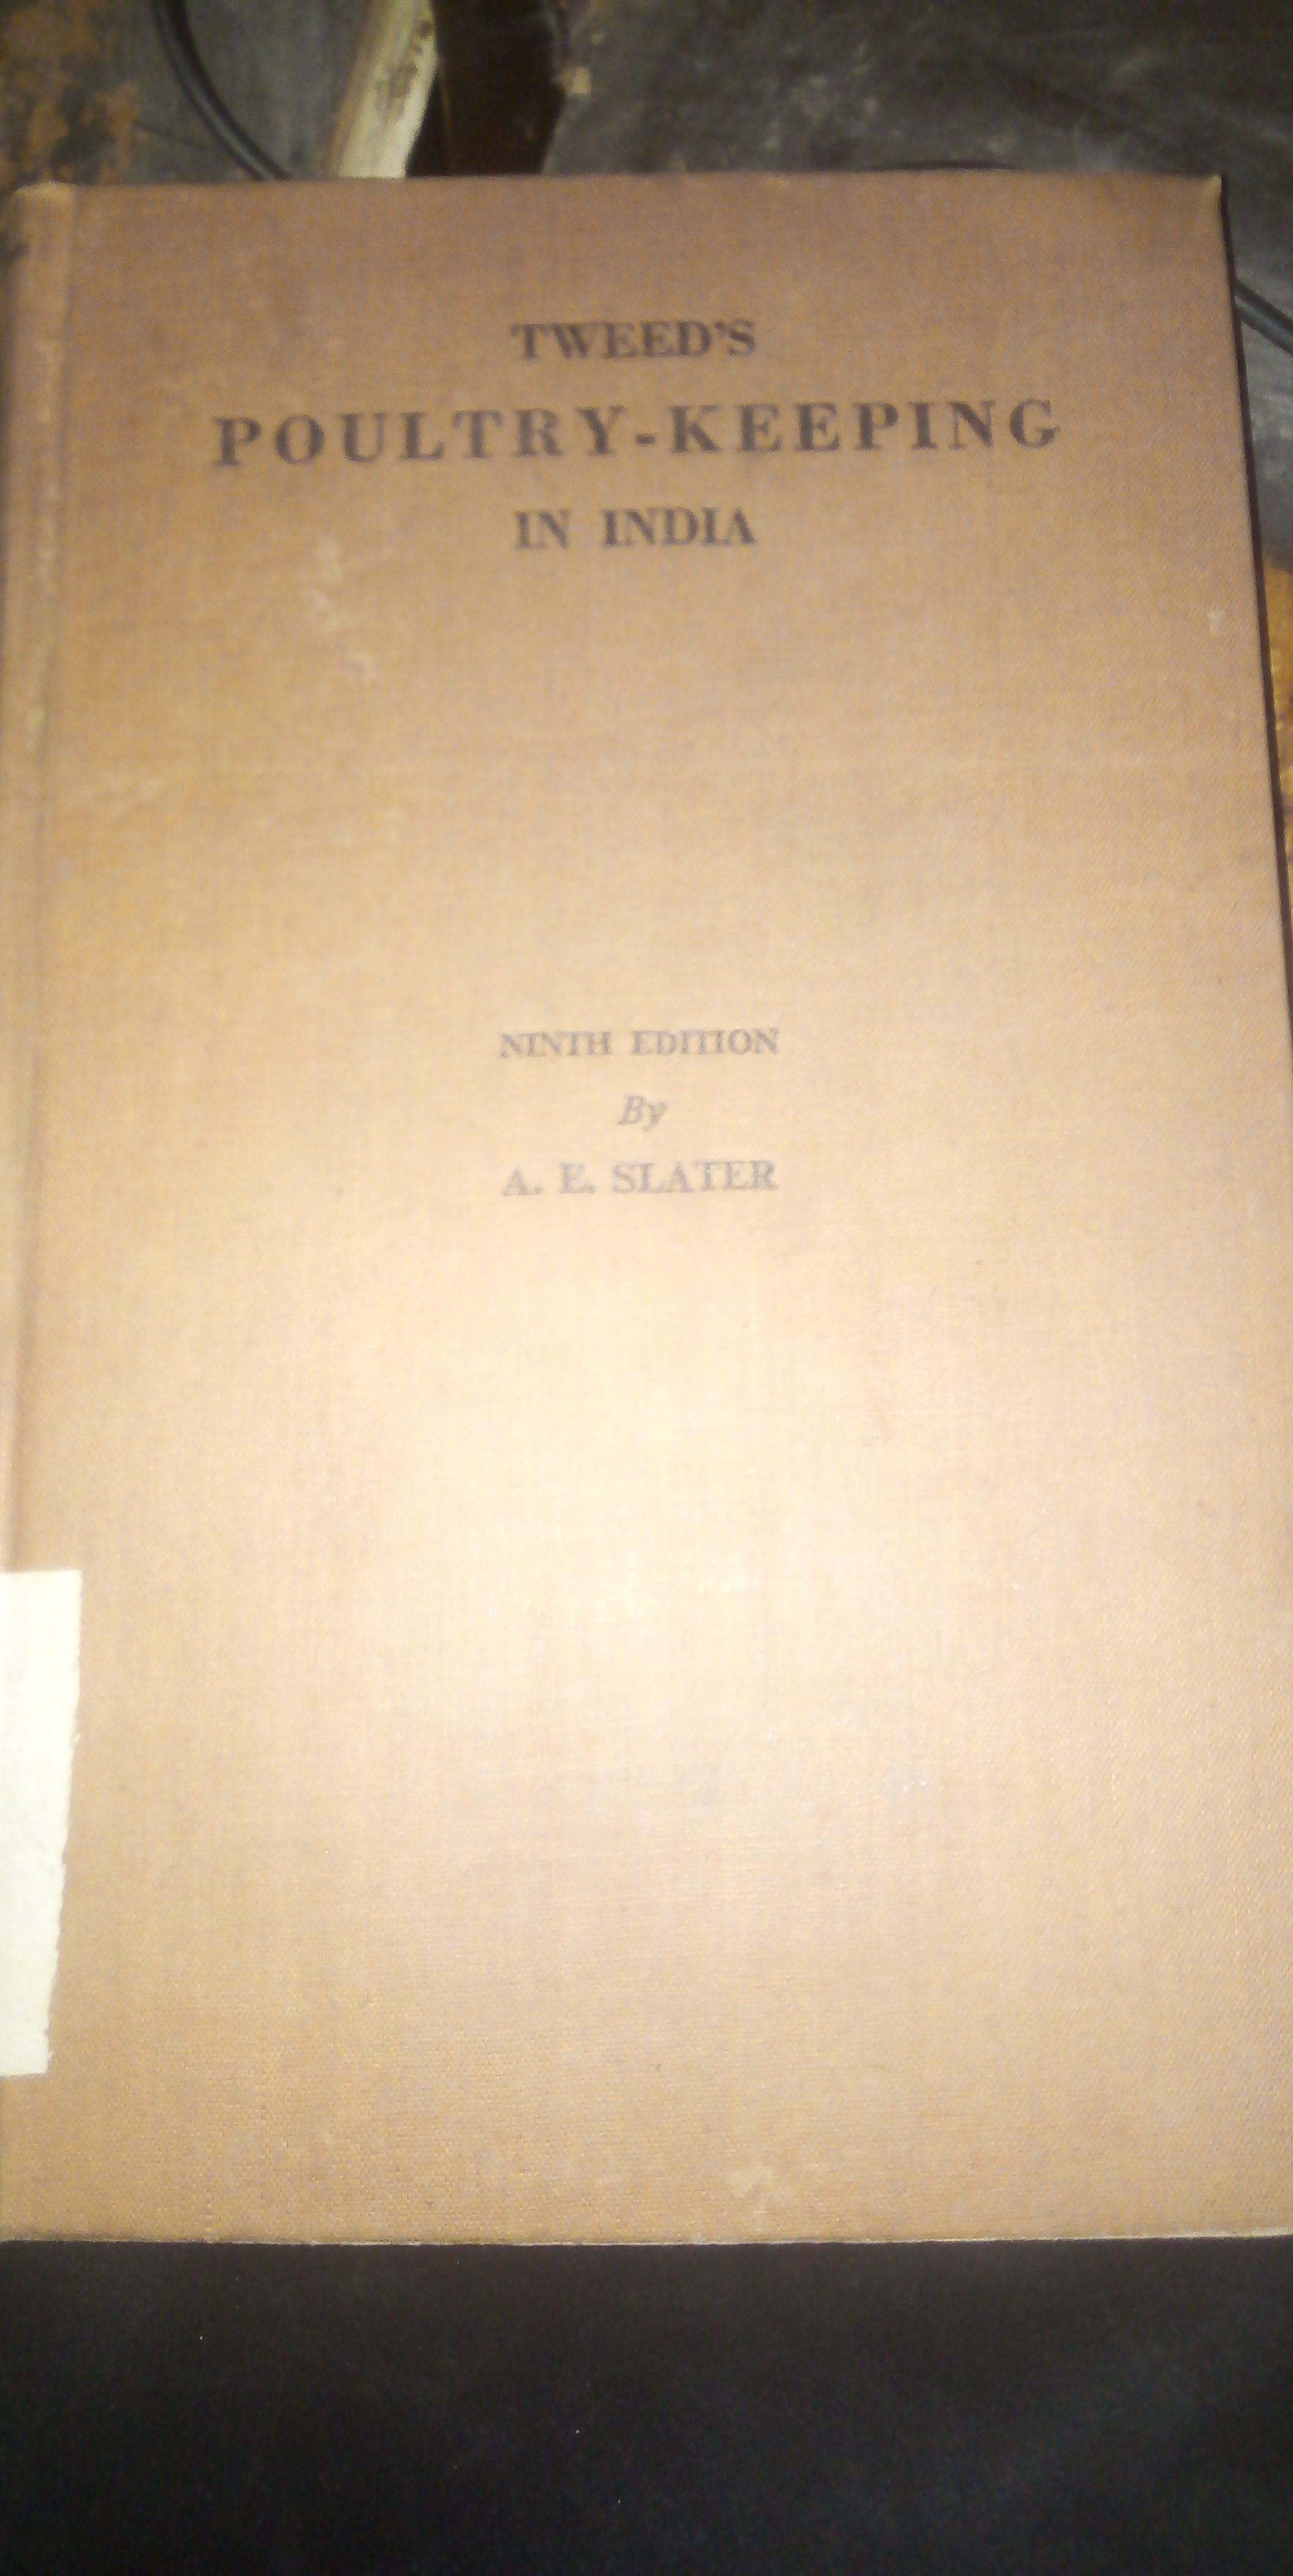 TWEED'S
POULTRY-KEEPING
IN INDIA
NINTH EDITION
By
A. E. SLATER